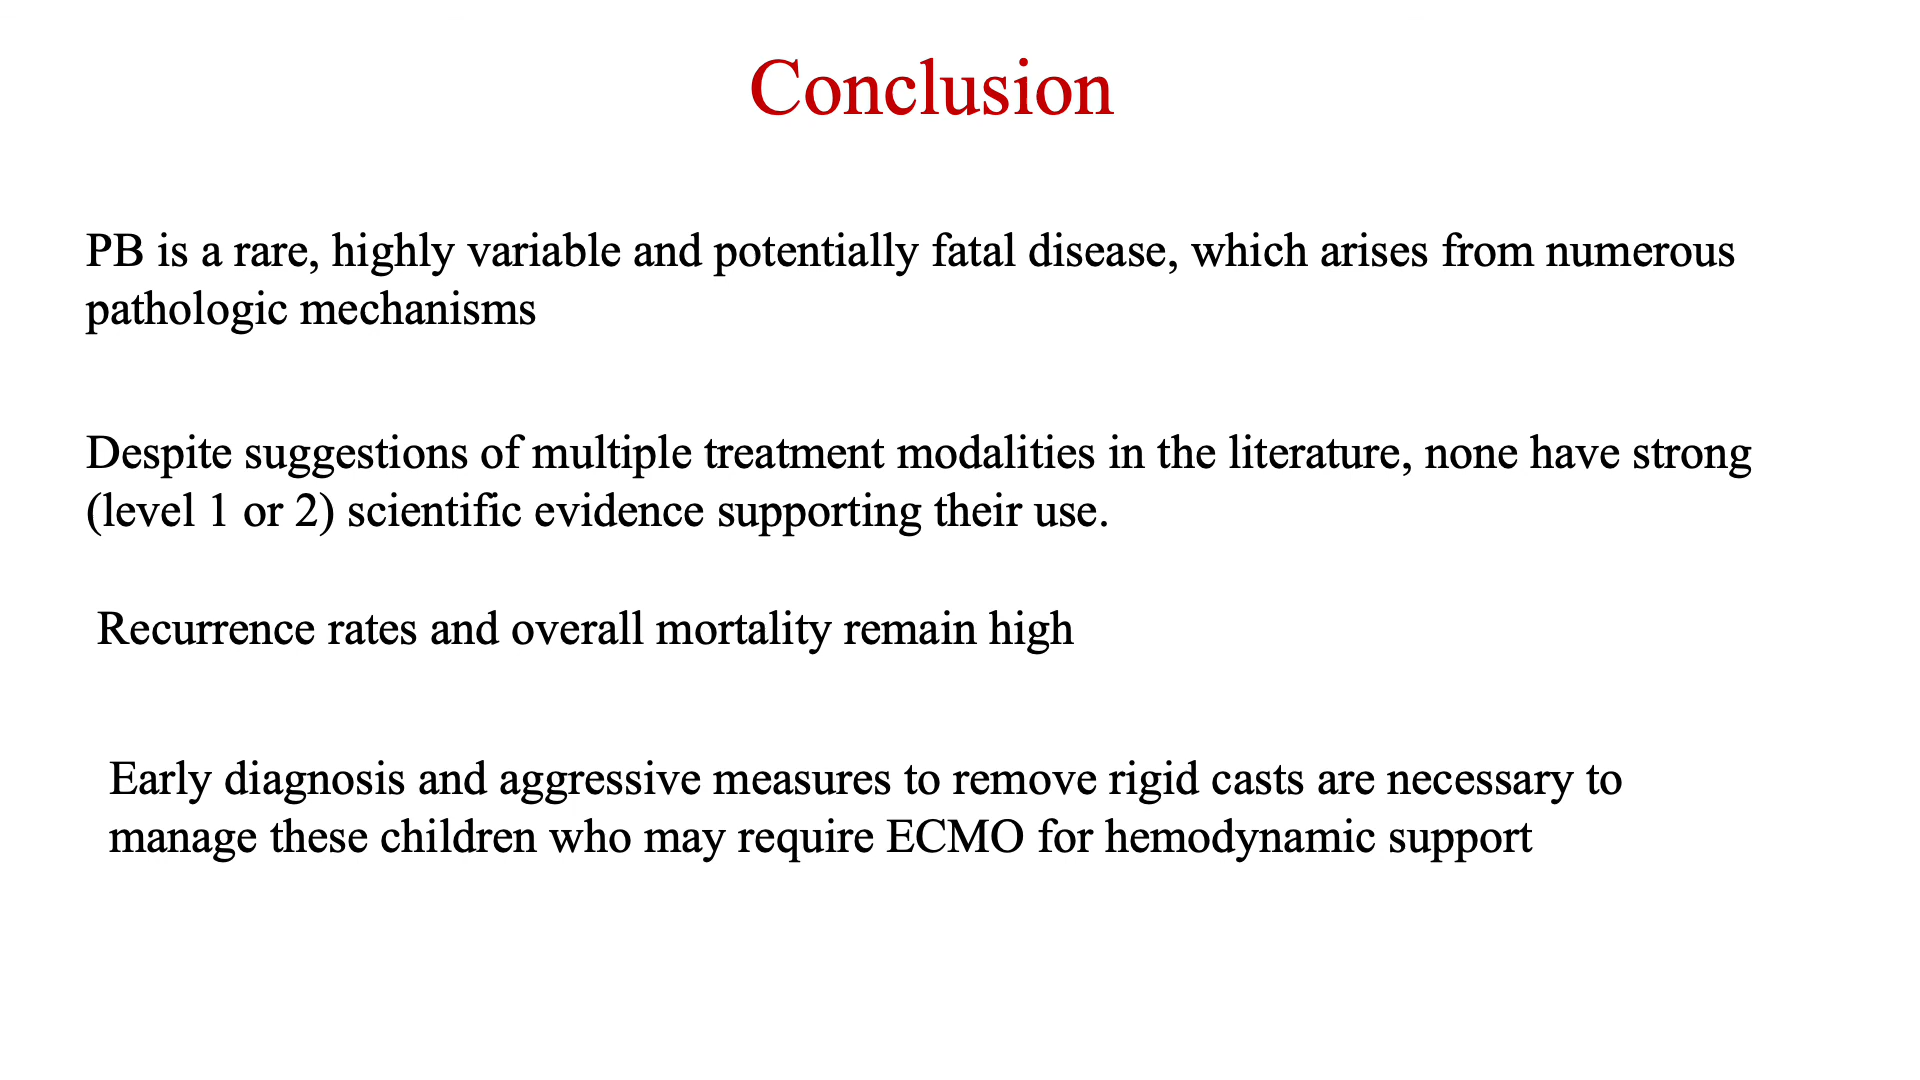 Conclusion
PB is a rare, highly variable and potentially fatal disease, which arises from numerous
pathologic mechanisms
Despite suggestions of multiple treatment modalities in the literature, none have strong
(level 1 or 2) scientific evidence supporting their use.
Recurrence rates and overall mortality remain high
Early diagnosis and aggressive measures to remove rigid casts are necessary to
manage these children who may require ECMO for hemodynamic support